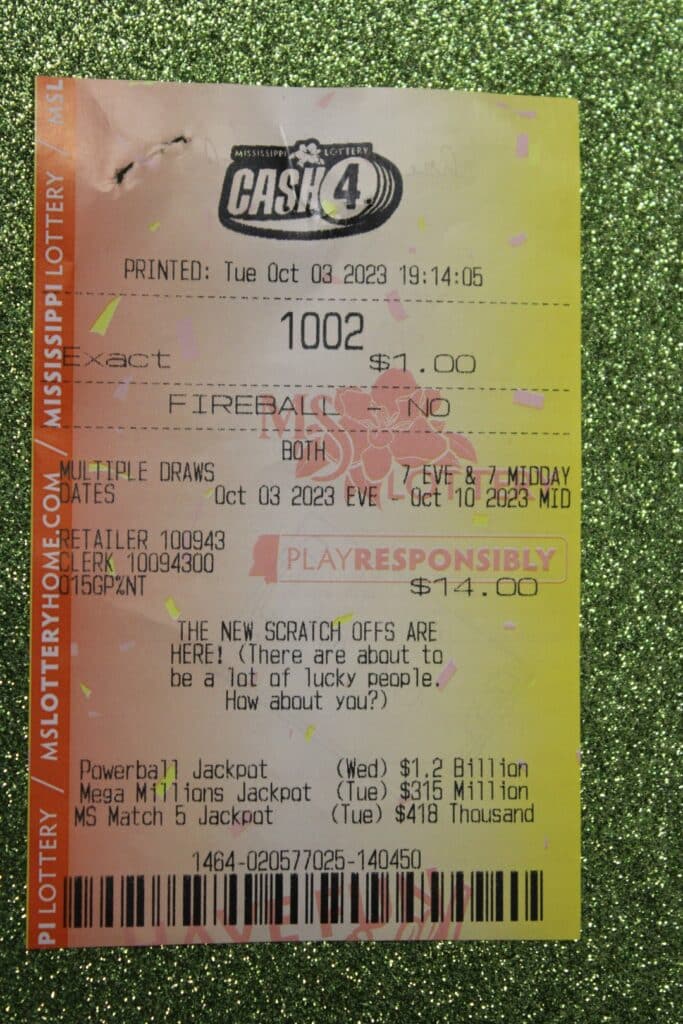 PI LOTTERY / MSLOTTERYHOME.COM / MISSISSIPPI LOTTERY / MSL
MISSISSIPPI LOTTERY
CASH 4
PRINTED: Tue Oct 03 2023 19:14:05
1002
Exact $1.00
FIREBALL - NO
BOTH
MULTIPLE DRAWS 7 EVE & 7 MIDDAY
DATES Oct 03 2023 EVE - Oct 10 2023 MID
MS
LOTTERY
RETAILER 100943
CLERK 10094300
PLAY RESPONSIBLY
015GP%NT $14.00
THE NEW SCRATCH OFFS ARE
HERE! (There are about to
be a lot of lucky people.
How about you?)
Powerball Jackpot (Wed) $1.2 Billion
Mega Millions Jackpot (Tue) $315 Million
MS Match 5 Jackpot (Tue) $418 Thousand
1464-020577025-140450